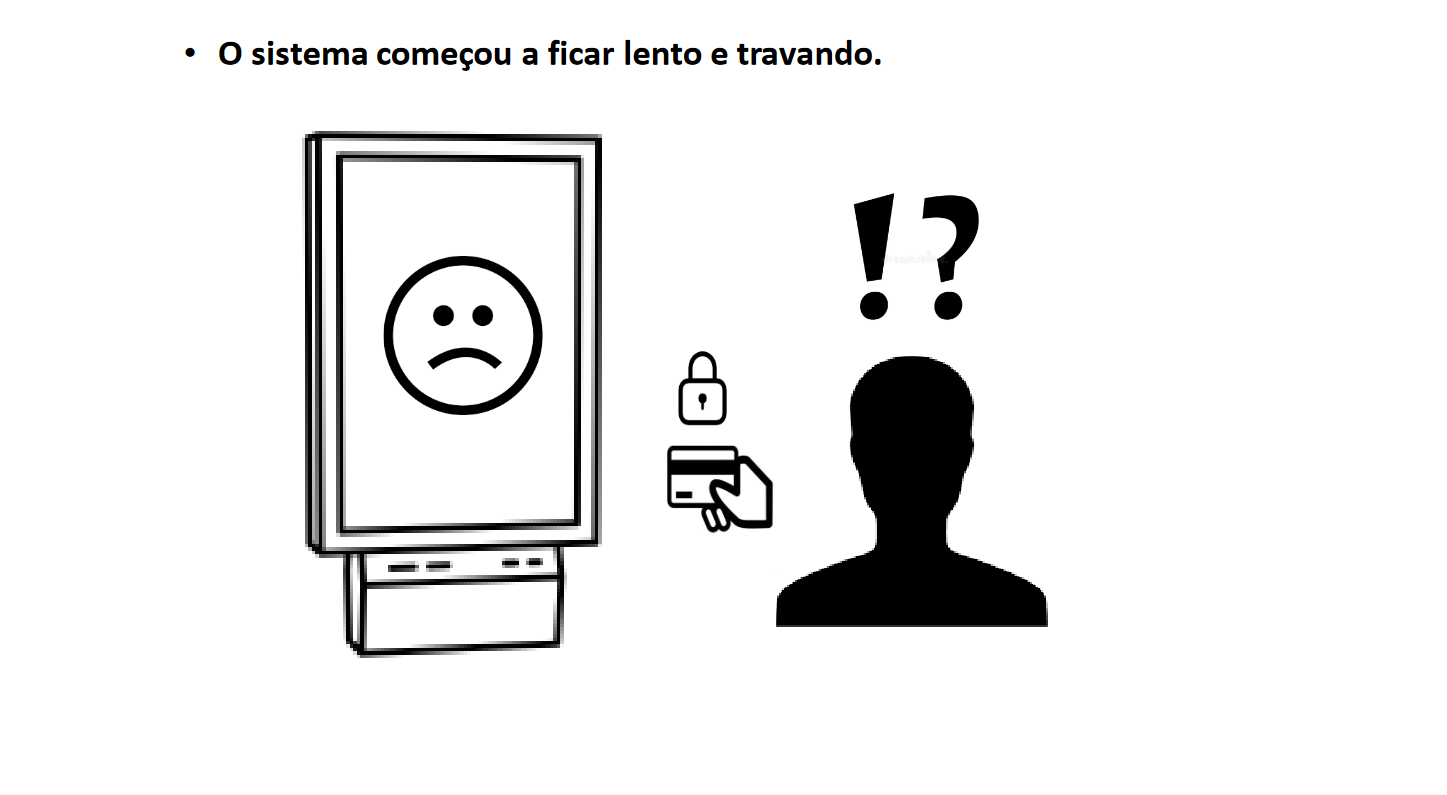 • O sistema começou a ficar lento e travando.
!?